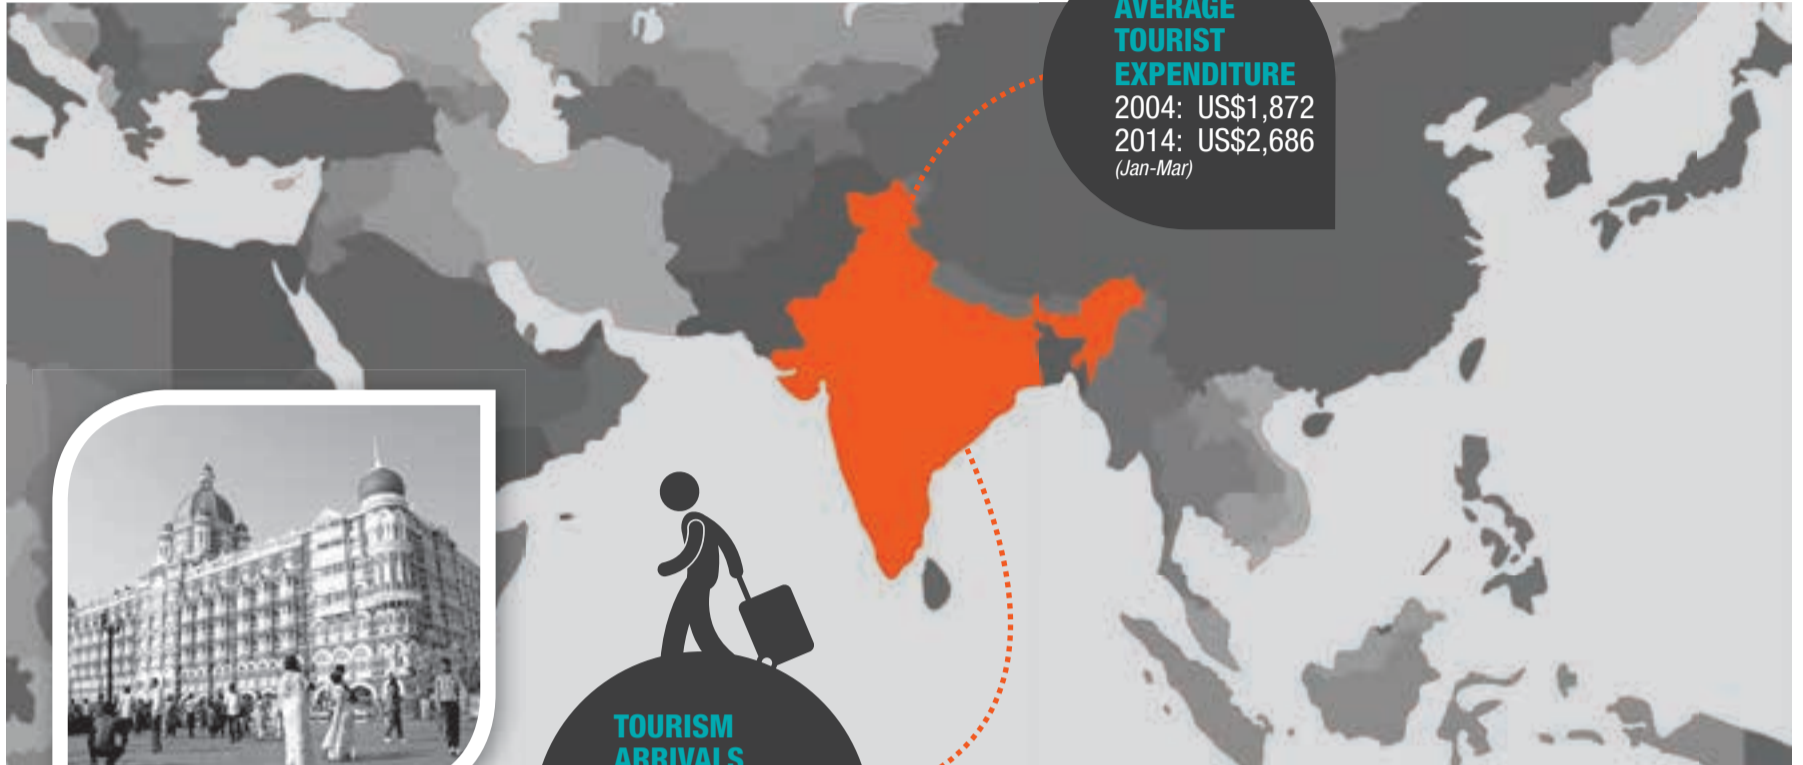 AVERAGE
TOURIST
EXPENDITURE
2004: US$1,872
2014: US$2,686
(Jan-Mar)
TOURISM
ARRIVALS